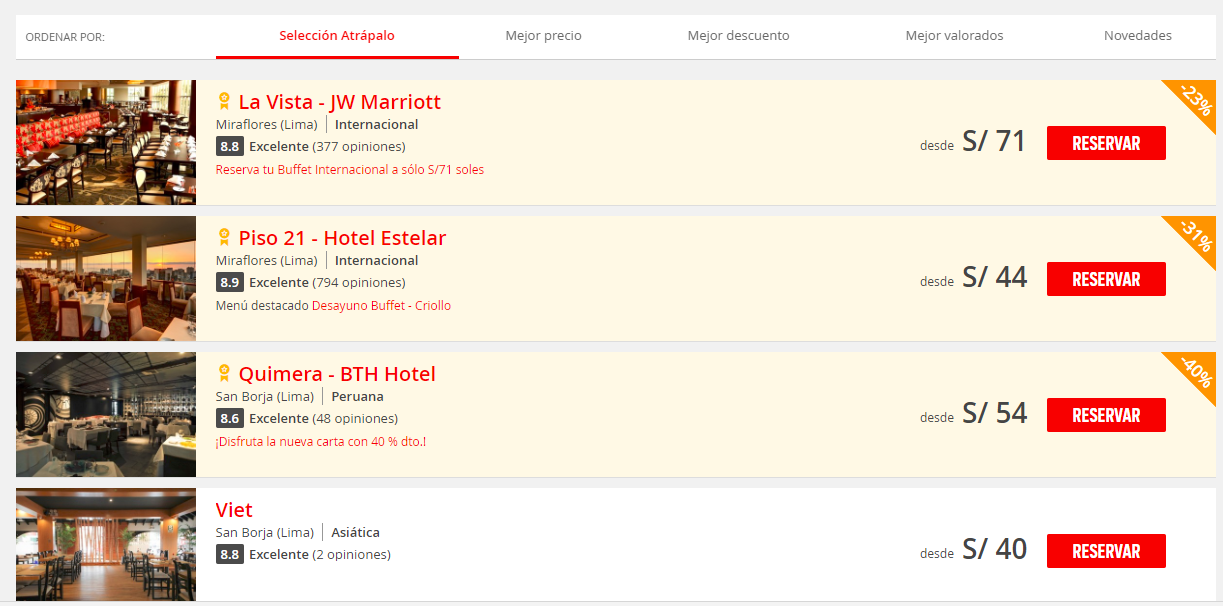 ORDENAR POR:
Selección Atrápalo
Mejor precio
Mejor descuento
Mejor valorados
Novedades
La Vista - JW Marriott
Miraflores (Lima) | Internacional
8.8 Excelente (377 opiniones)
Reserva tu Buffet Internacional a sólo S/71 soles
desde S/ 71
RESERVAR
-23%
Piso 21 - Hotel Estelar
Miraflores (Lima) | Internacional
8.9 Excelente (794 opiniones)
Menú destacado Desayuno Buffet - Criollo
desde S/ 44
RESERVAR
-31%
Quimera - BTH Hotel
San Borja (Lima) | Peruana
8.6 Excelente (48 opiniones)
¡Disfruta la nueva carta con 40 % dto.!
desde S/ 54
RESERVAR
-40%
Viet
San Borja (Lima) | Asiática
8.8 Excelente (2 opiniones)
desde S/ 40
RESERVAR